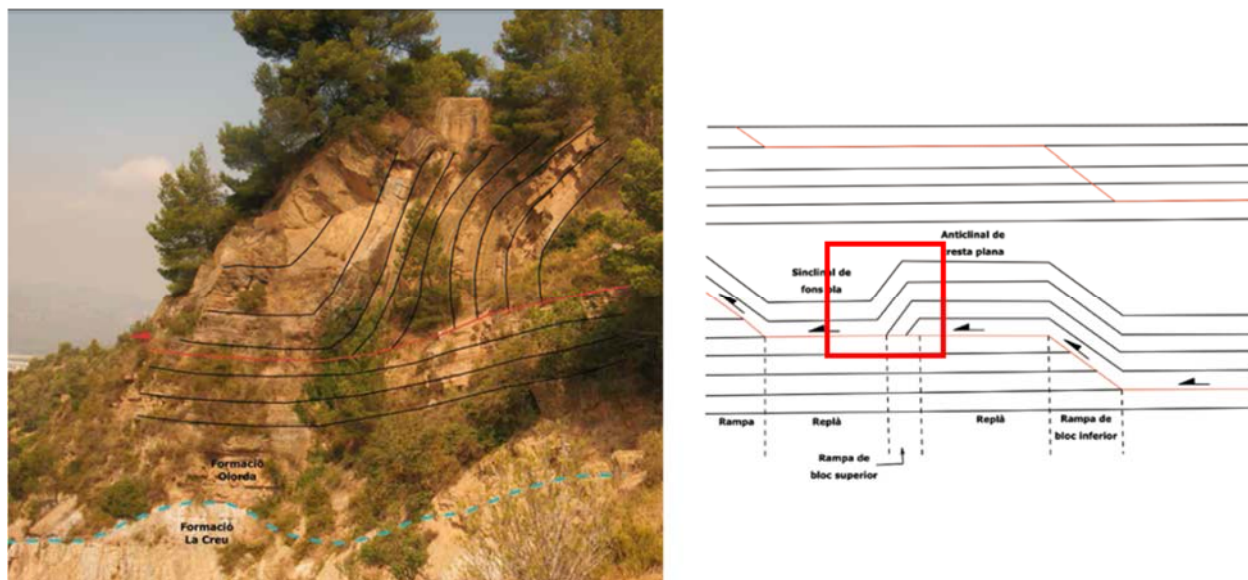 Formació
Olorda
Formació
La Creu
Anticlinal de
resta plana
Sinclinal de
fons pla
Rampa
Replà
Replà
Rampa de
bloc inferior
Rampa de
bloc superior